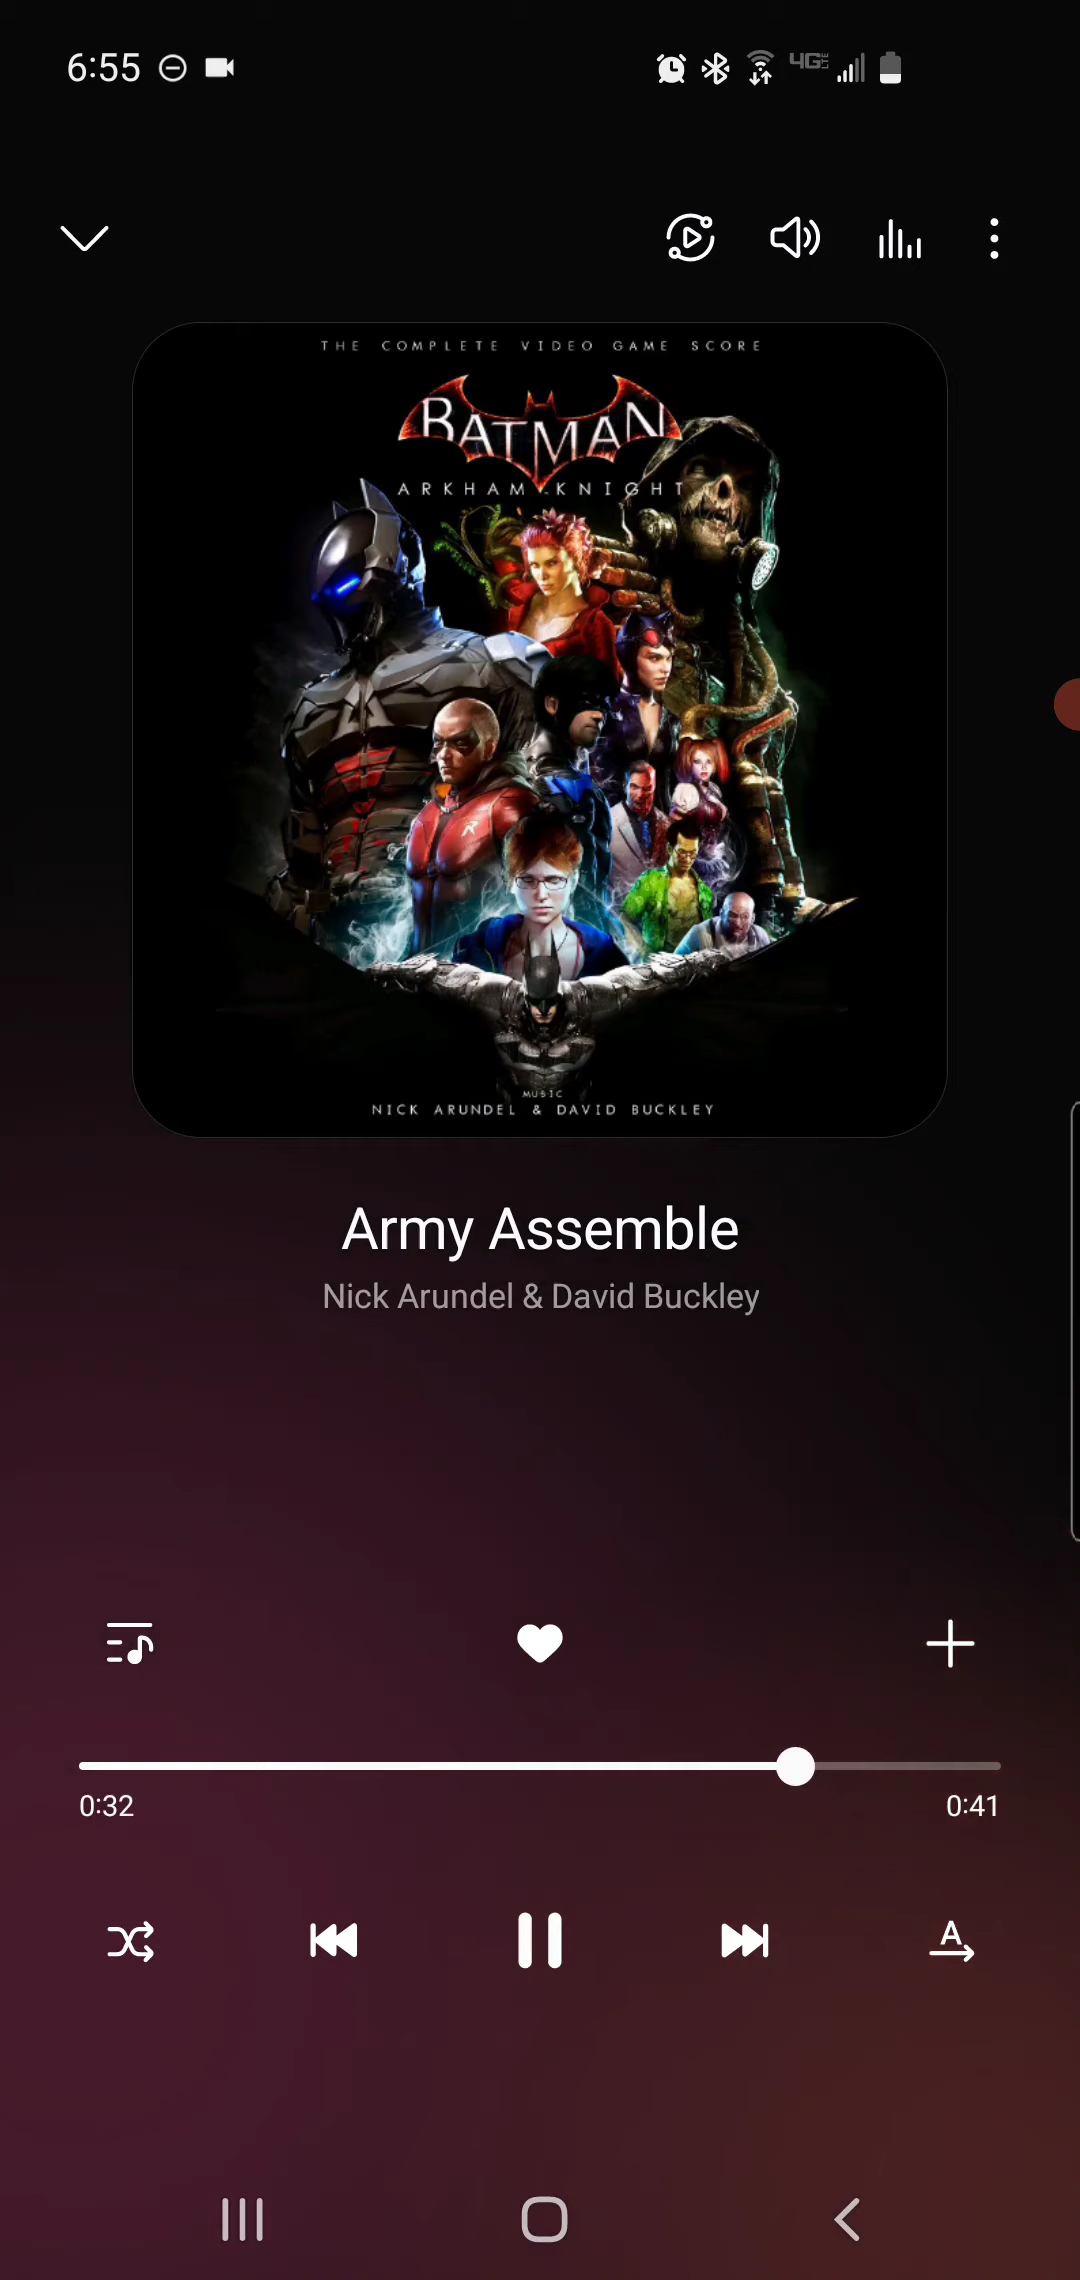 6:55
4G LTE
THE COMPLETE VIDEO GAME SCORE
BATMAN
ARKHAM KNIGHT
MUSIC
NICK ARUNDEL & DAVID BUCKLEY
Army Assemble
Nick Arundel & David Buckley
0:32 0:41
A